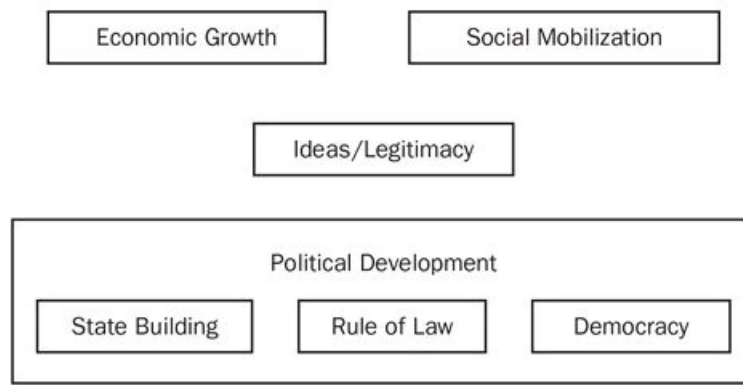 Economic Growth
Social Mobilization
Ideas/Legitimacy
Political Development
State Building
Rule of Law
Democracy